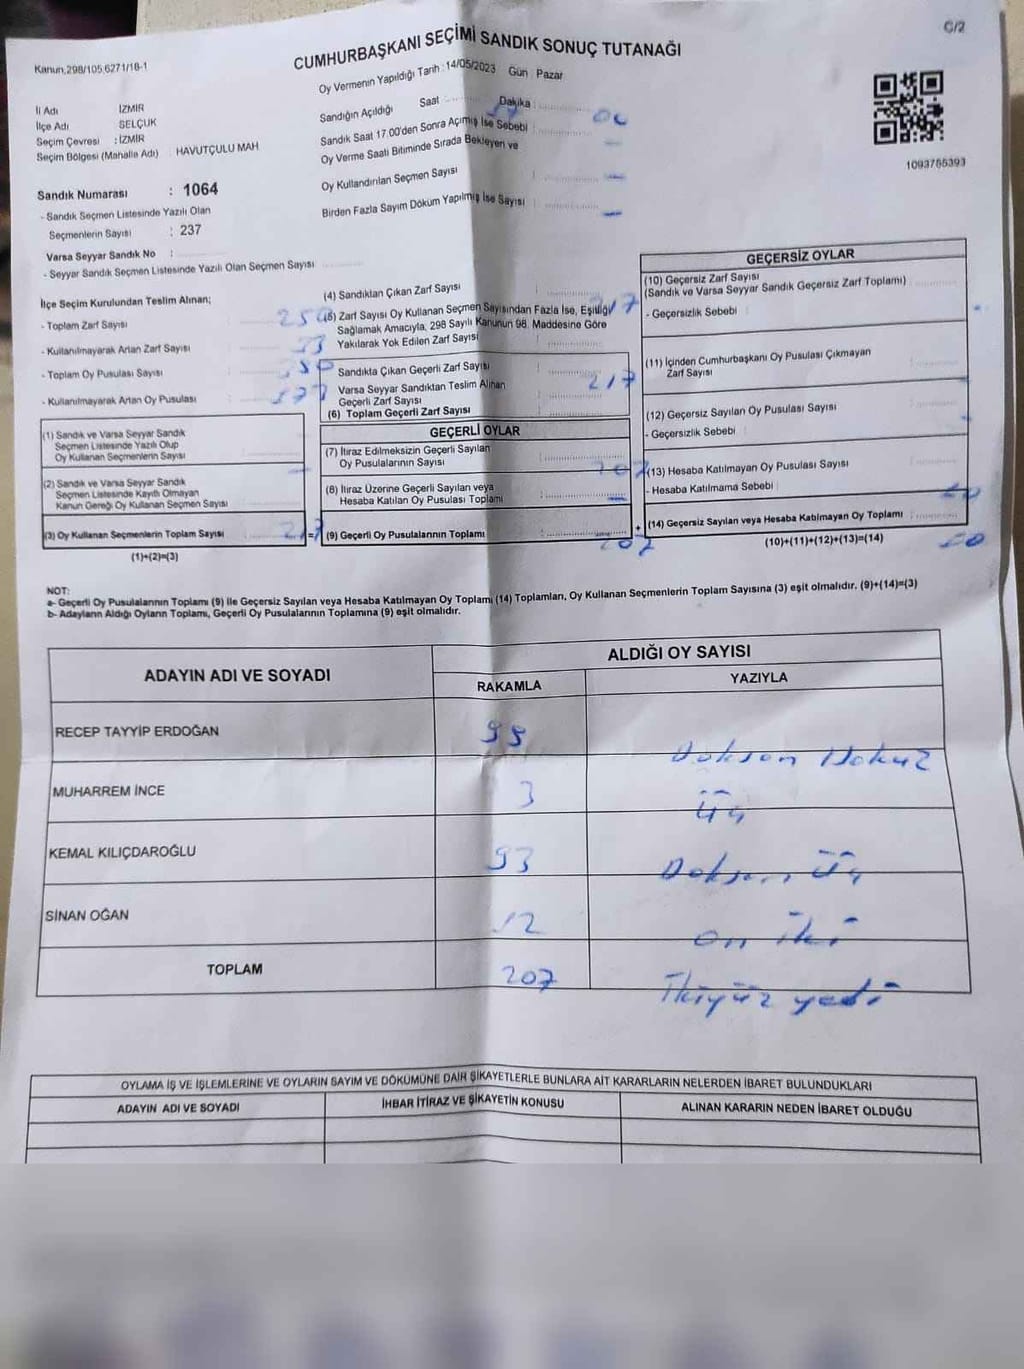 C/2
Kanun,298/105,6271/18-1
CUMHURBAŞKANI SEÇİMİ SANDIK SONUÇ TUTANAĞI
Oy Vermenin Yapıldığı Tarih : 14/05/2023 Gün : Pazar
İl Adı İZMİR
İlçe Adı SELÇUK
Seçim Çevresi : İZMİR
Seçim Bölgesi (Mahalle Adı) : HAVUTÇULU MAH
Sandık Numarası : 1064
- Sandık Seçmen Listesinde Yazılı Olan
Seçmenlerin Sayısı : 237
Varsa Seyyar Sandık No :
- Seyyar Sandık Seçmen Listesinde Yazılı Olan Seçmen Sayısı
Sandığın Açıldığı Saat Dakika :
Sandık Saat 17.00'den Sonra Açılmış İse Sebebi :
Oy Verme Saati Bitiminde Sırada Bekleyen ve
Oy Kullandırılan Seçmen Sayısı :
Birden Fazla Sayım Döküm Yapılmış İse Sayısı :
1093765393
İlçe Seçim Kurulundan Teslim Alınan;
- Toplam Zarf Sayısı
- Kullanılmayarak Artan Zarf Sayısı
- Toplam Oy Pusulası Sayısı
- Kullanılmayarak Artan Oy Pusulası
(1) Sandık ve Varsa Seyyar Sandık
Seçmen Listesinde Yazılı Olup
Oy Kullanan Seçmenlerin Sayısı
(2) Sandık ve Varsa Seyyar Sandık
Seçmen Listesinde Kayıtlı Olmayan
Kanun Gereği Oy Kullanan Seçmen Sayısı
(3) Oy Kullanan Seçmenlerin Toplam Sayısı 217
(1)+(2)=(3)
(4) Sandıktan Çıkan Zarf Sayısı 217
(5) Zarf Sayısı Oy Kullanan Seçmen Sayısından Fazla İse, Eşitliği
Sağlamak Amacıyla, 298 Sayılı Kanunun 98. Maddesine Göre
Yakılarak Yok Edilen Zarf Sayısı
Sandıkta Çıkan Geçerli Zarf Sayısı 217
Varsa Seyyar Sandıktan Teslim Alınan
Geçerli Zarf Sayısı
(6) Toplam Geçerli Zarf Sayısı
GEÇERLİ OYLAR
(7) İtiraz Edilmeksizin Geçerli Sayılan
Oy Pusulalarının Sayısı 207
(8) İtiraz Üzerine Geçerli Sayılan veya
Hesaba Katılan Oy Pusulası Toplamı
= (9) Geçerli Oy Pusulalarının Toplamı 207
GEÇERSİZ OYLAR
(10) Geçersiz Zarf Sayısı
(Sandık ve Varsa Seyyar Sandık Geçersiz Zarf Toplamı)
- Geçersizlik Sebebi :
(11) İçinden Cumhurbaşkanı Oy Pusulası Çıkmayan
Zarf Sayısı
(12) Geçersiz Sayılan Oy Pusulası Sayısı
- Geçersizlik Sebebi :
(13) Hesaba Katılmayan Oy Pusulası Sayısı
- Hesaba Katılmama Sebebi :
+ (14) Geçersiz Sayılan veya Hesaba Katılmayan Oy Toplamı
(10)+(11)+(12)+(13)=(14)
NOT:
a- Geçerli Oy Pusulalarının Toplamı (9) ile Geçersiz Sayılan veya Hesaba Katılmayan Oy Toplamı (14) Toplamları, Oy Kullanan Seçmenlerin Toplam Sayısına (3) eşit olmalıdır. (9)+(14)=(3)
b- Adayların Aldığı Oyların Toplamı, Geçerli Oy Pusulalarının Toplamına (9) eşit olmalıdır.
ADAYIN ADI VE SOYADI ALDIĞI OY SAYISI
RAKAMLA YAZIYLA
RECEP TAYYİP ERDOĞAN 99 Doksan Dokuz
MUHARREM İNCE 3 Üç
KEMAL KILIÇDAROĞLU 93 Doksan Üç
SİNAN OĞAN 12 on iki
TOPLAM 207 İkiyüz yedi
OYLAMA İŞ VE İŞLEMLERİNE VE OYLARIN SAYIM VE DÖKÜMÜNE DAİR ŞİKAYETLERLE BUNLARA AİT KARARLARIN NELERDEN İBARET BULUNDUKLARI
ADAYIN ADI VE SOYADI İHBAR İTİRAZ VE ŞİKAYETİN KONUSU ALINAN KARARIN NEDEN İBARET OLDUĞU